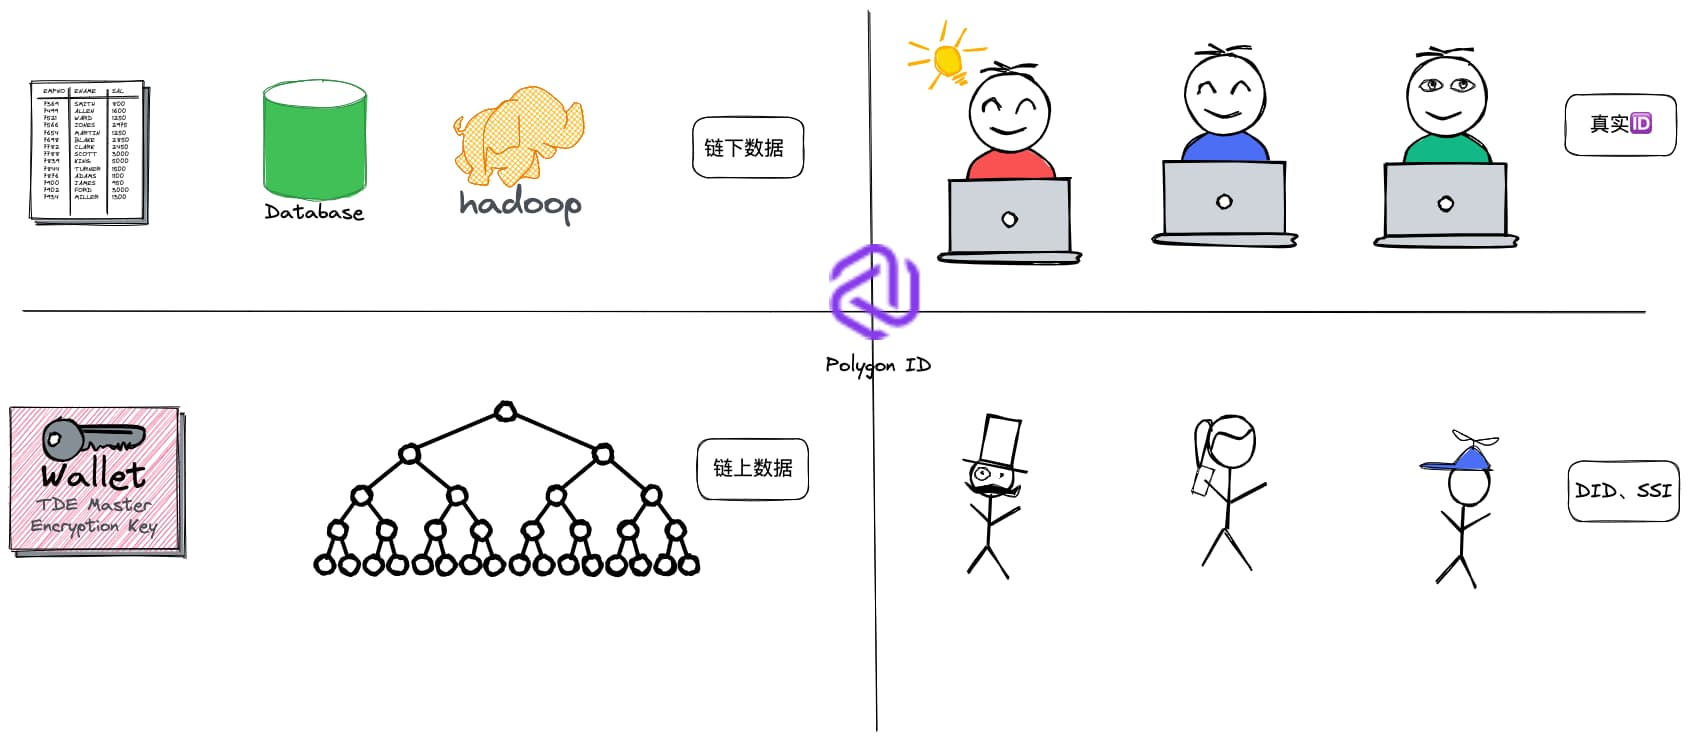 EMPNO ENAME SAL
7369 SMITH 800
7499 ALLEN 1600
7521 WARD 1250
7566 JONES 2975
7654 MARTIN 1250
7698 BLAKE 2850
7782 CLARK 2450
7788 SCOTT 3000
7839 KING 5000
7844 TURNER 1500
7876 ADAMS 1100
7900 JAMES 950
7902 FORD 3000
7934 MILLER 1300
Database
hadoop
链下数据
真实🆔
Polygon ID
Wallet
TDE Master
Encryption Key
链上数据
DID、SSI